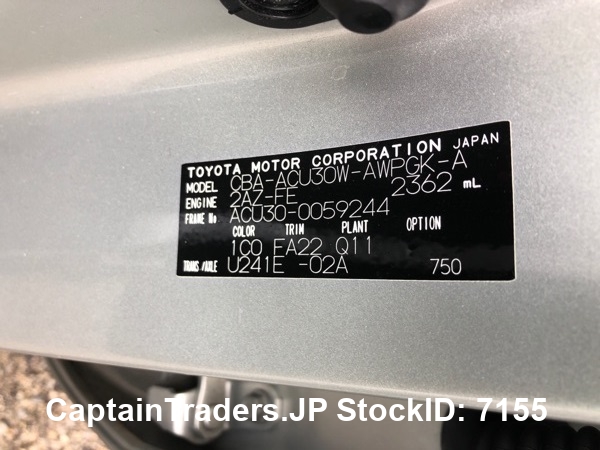 TOYOTA MOTOR CORPORATION JAPAN
MODEL CBA-ACU30W-AWPGK-A
ENGINE 2AZ-FE 2362 mL
FRAME No ACU30-0059244
COLOR TRIM PLANT OPTION
1C0 FA22 Q11
TRANS/AXLE U241E -02A 750
CaptainTraders.JP StockID: 7155